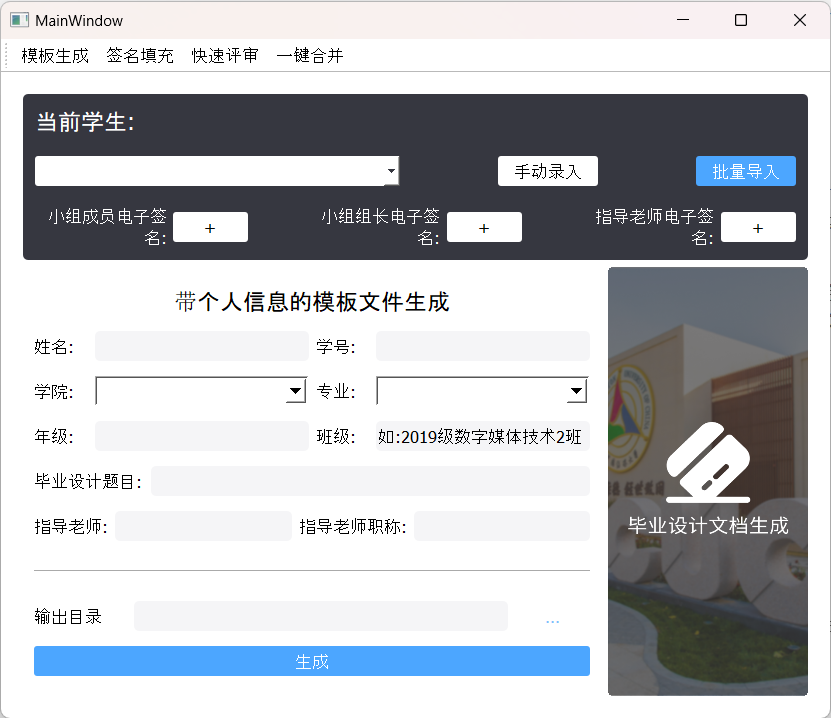 MainWindow
模板生成 签名填充 快速评审 一键合并
当前学生:
手动录入 批量导入
小组成员电子签名: +
小组组长电子签名: +
指导老师电子签名: +
带个人信息的模板文件生成
姓名: 学号:
学院: 专业:
年级: 班级: 如:2019级数字媒体技术2班
毕业设计题目:
指导老师: 指导老师职称:
输出目录 ...
生成
毕业设计文档生成